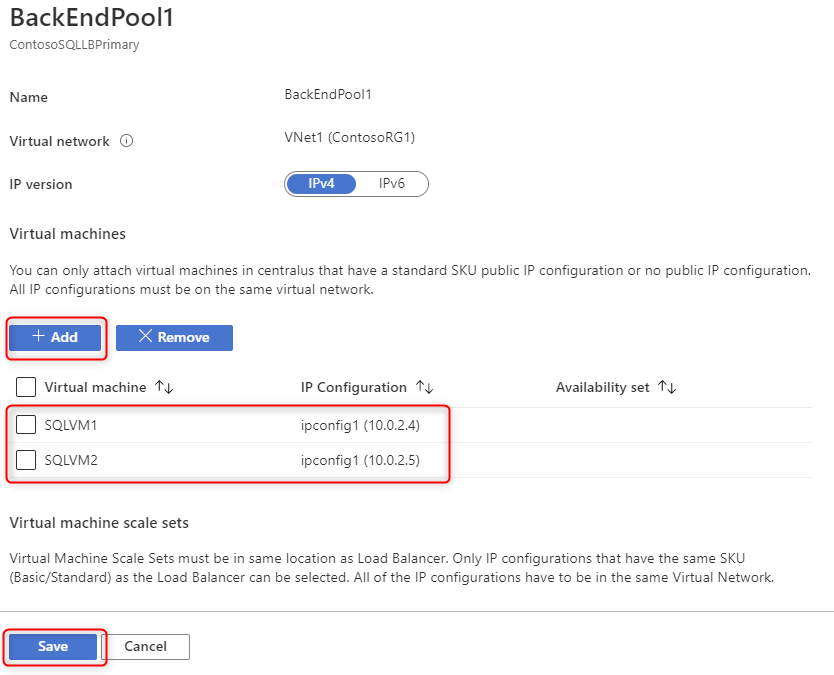 BackEndPool1
ContosoSQLLBPrimary
Name BackEndPool1
Virtual network VNet1 (ContosoRG1)
IP version IPv4 IPv6
Virtual machines
You can only attach virtual machines in centralus that have a standard SKU public IP configuration or no public IP configuration.
All IP configurations must be on the same virtual network.
+ Add Remove
Virtual machine ↑↓ IP Configuration ↑↓ Availability set ↑↓
SQLVM1 ipconfig1 (10.0.2.4)
SQLVM2 ipconfig1 (10.0.2.5)
Virtual machine scale sets
Virtual Machine Scale Sets must be in same location as Load Balancer. Only IP configurations that have the same SKU
(Basic/Standard) as the Load Balancer can be selected. All of the IP configurations have to be in the same Virtual Network.
Save Cancel